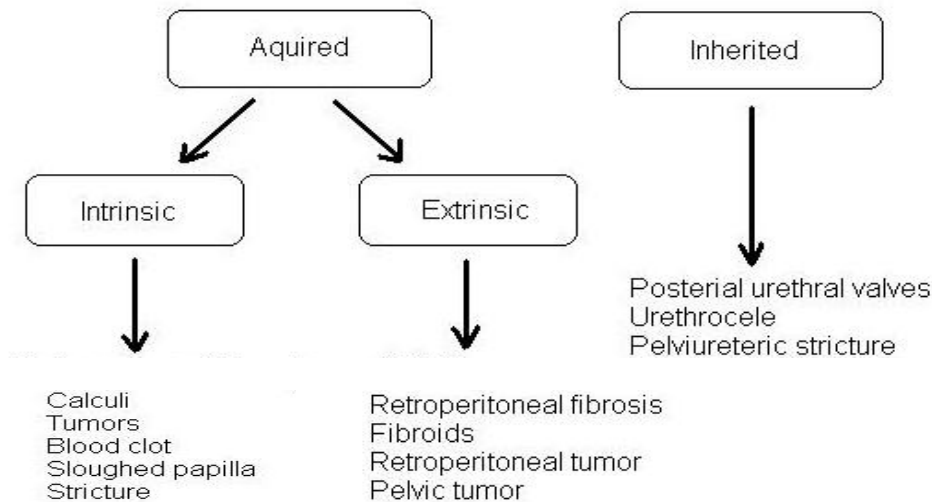 Aquired
Inherited
Intrinsic
Extrinsic
Posterial urethral valves
Urethrocele
Pelviureteric stricture
Calculi
Tumors
Blood clot
Sloughed papilla
Stricture
Retroperitoneal fibrosis
Fibroids
Retroperitoneal tumor
Pelvic tumor